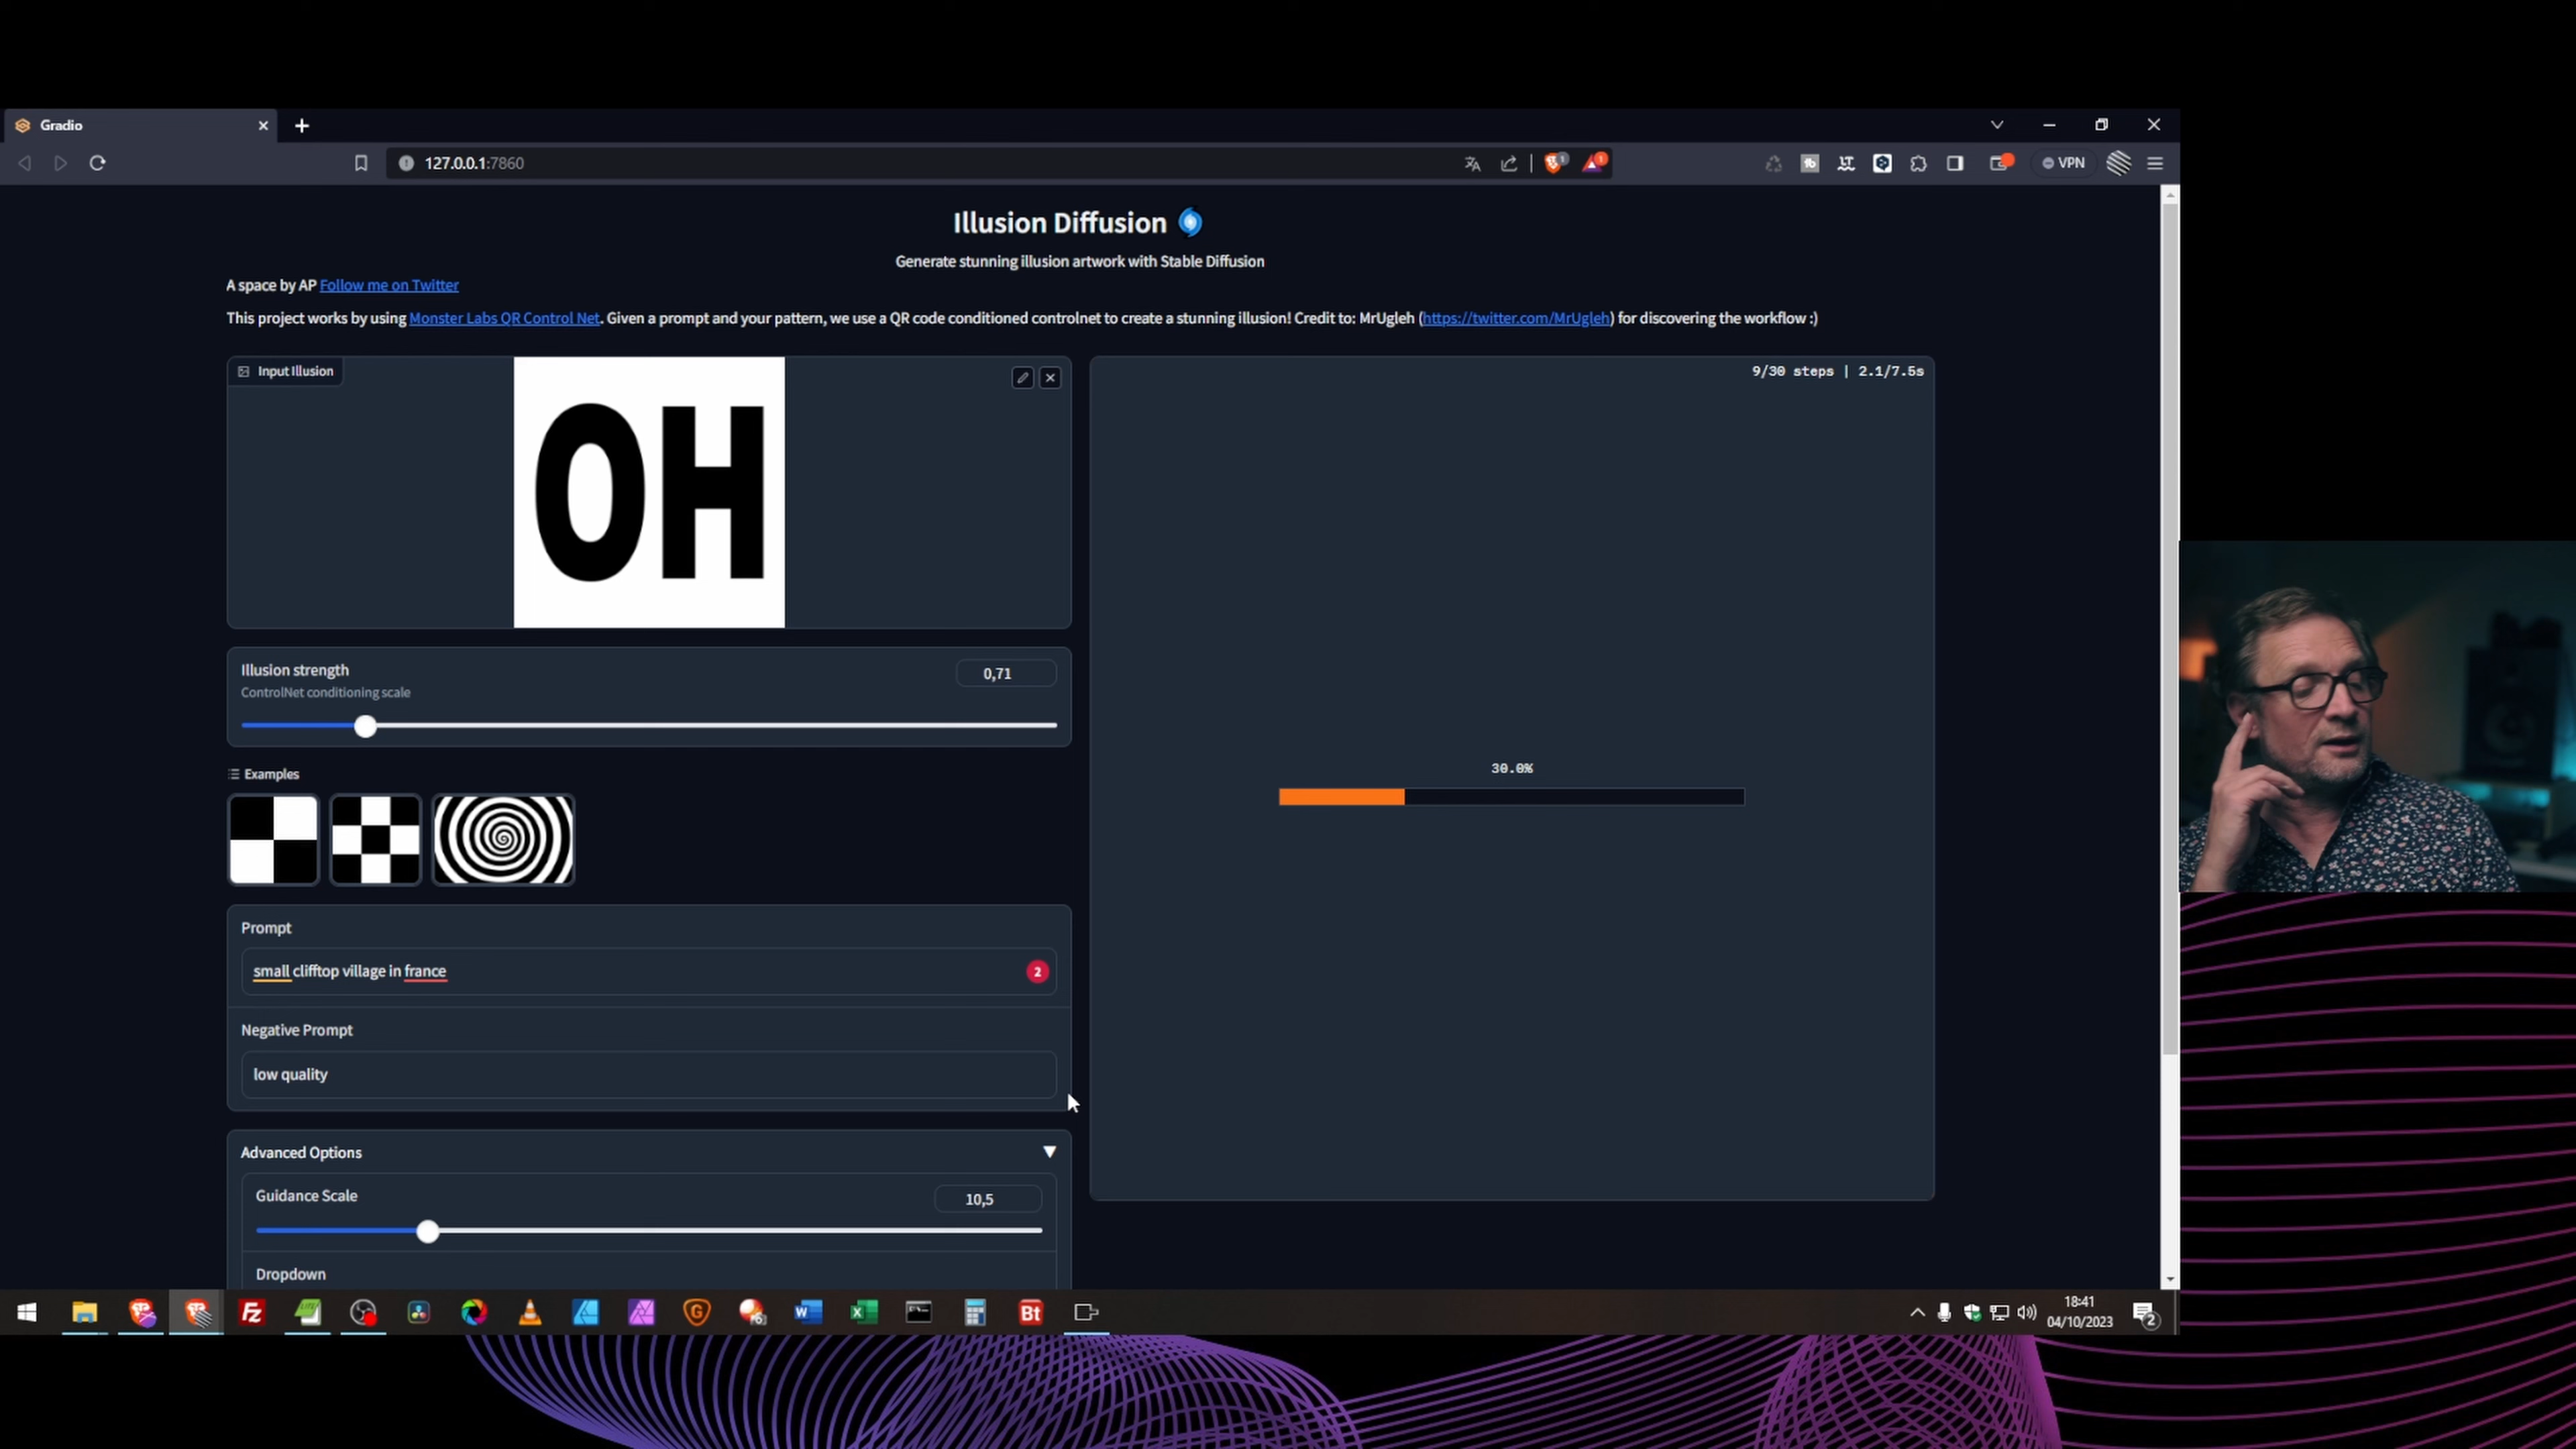 Gradio
127.0.0.1:7860
VPN
Illusion Diffusion
Generate stunning illusion artwork with Stable Diffusion
A space by AP Follow me on Twitter
This project works by using Monster Labs QR Control Net. Given a prompt and your pattern, we use a QR code conditioned controlnet to create a stunning illusion! Credit to: MrUgleh (https://twitter.com/MrUgleh) for discovering the workflow :)
Input Illusion
OH
9/30 steps | 2.1/7.5s
Illusion strength
0,71
ControlNet conditioning scale
30.0%
Examples
Prompt
small clifftop village in france
2
Negative Prompt
low quality
Advanced Options
Guidance Scale
10,5
Dropdown
Fz
Bt
18:41
04/10/2023
2